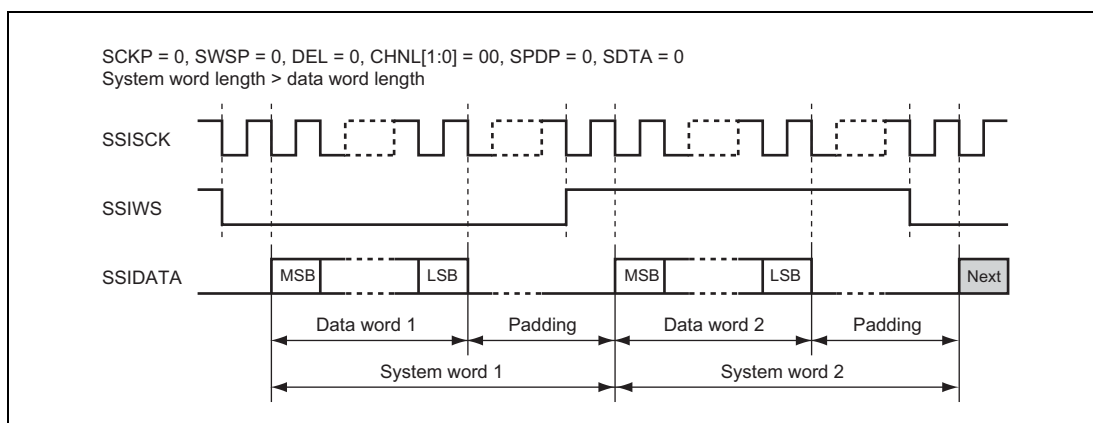 SCKP = 0, SWSP = 0, DEL = 0, CHNL[1:0] = 00, SPDP = 0, SDTA = 0
System word length > data word length
SSISCK
SSIWS
SSIDATA
MSB
LSB
MSB
LSB
Next
Data word 1
Padding
Data word 2
Padding
System word 1
System word 2